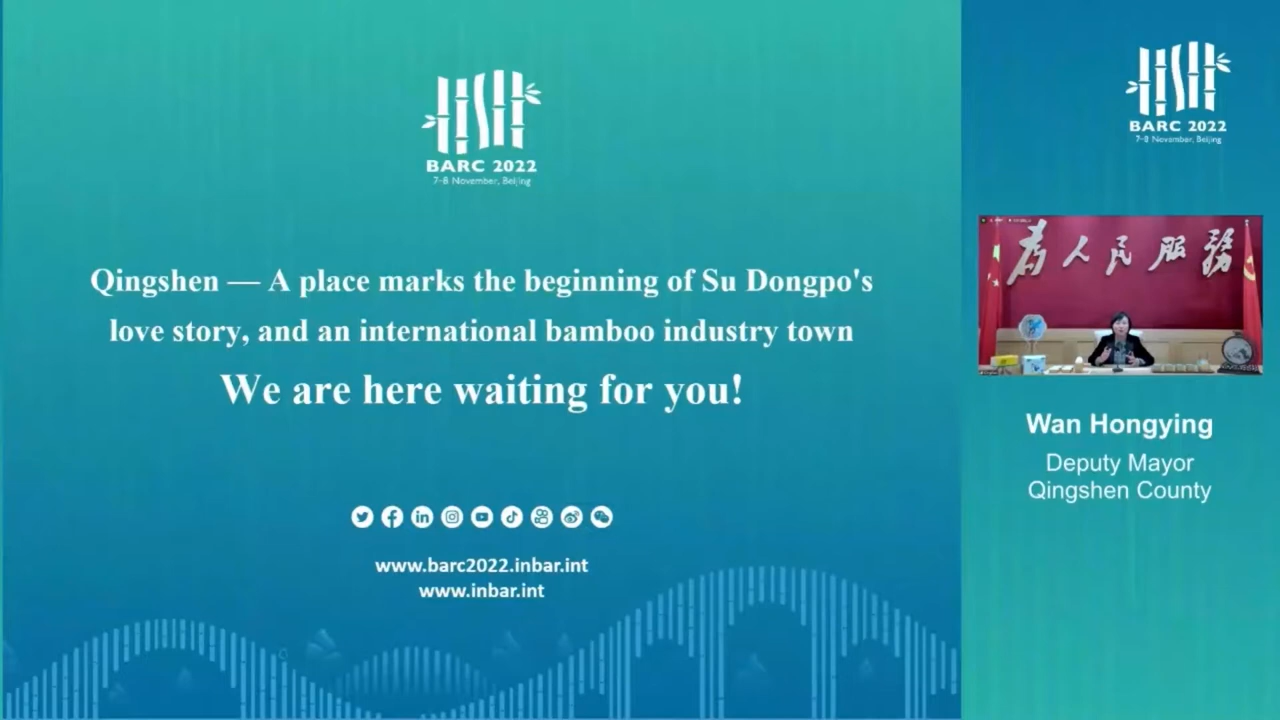 BARC 2022
7-8 November, Beijing
Qingshen — A place marks the beginning of Su Dongpo's
love story, and an international bamboo industry town
We are here waiting for you!
www.barc2022.inbar.int
www.inbar.int
BARC 2022
7-8 November, Beijing
为人民服務
Wan Hongying
Deputy Mayor
Qingshen County